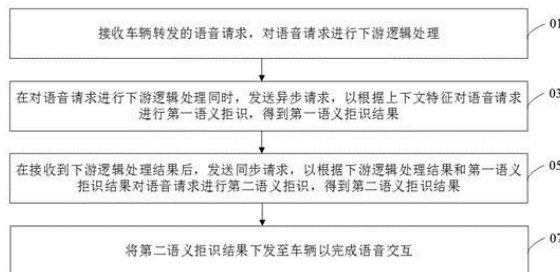 接收车辆转发的语音请求，对语音请求进行下游逻辑处理
01
在对语音请求进行下游逻辑处理同时，发送异步请求，以根据上下文特征对语音请求
进行第一语义拒识，得到第一语义拒识结果
03
在接收到下游逻辑处理结果后，发送同步请求，以根据下游逻辑处理结果和第一语义
拒识结果对语音请求进行第二语义拒识，得到第二语义拒识结果
05
将第二语义拒识结果下发至车辆以完成语音交互
07